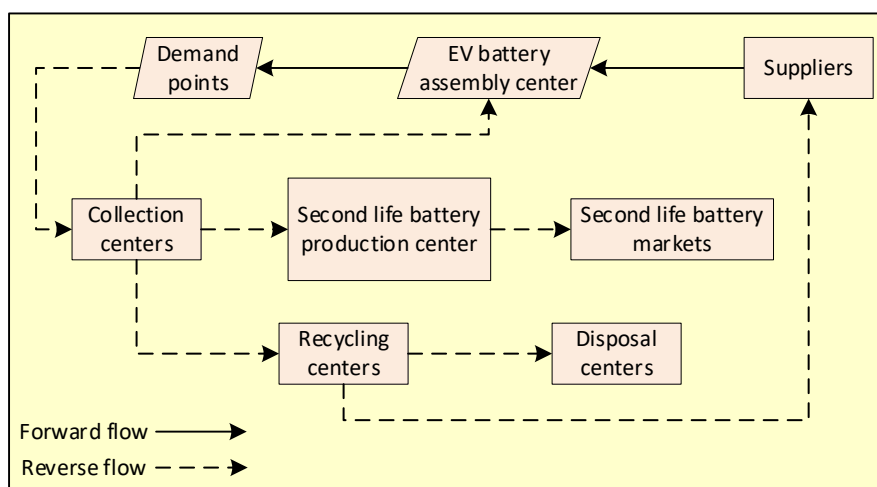 Demand
points
EV battery
assembly center
Suppliers
Collection
centers
Second life battery
production center
Second life battery
markets
Recycling
centers
Disposal
centers
Forward flow
Reverse flow